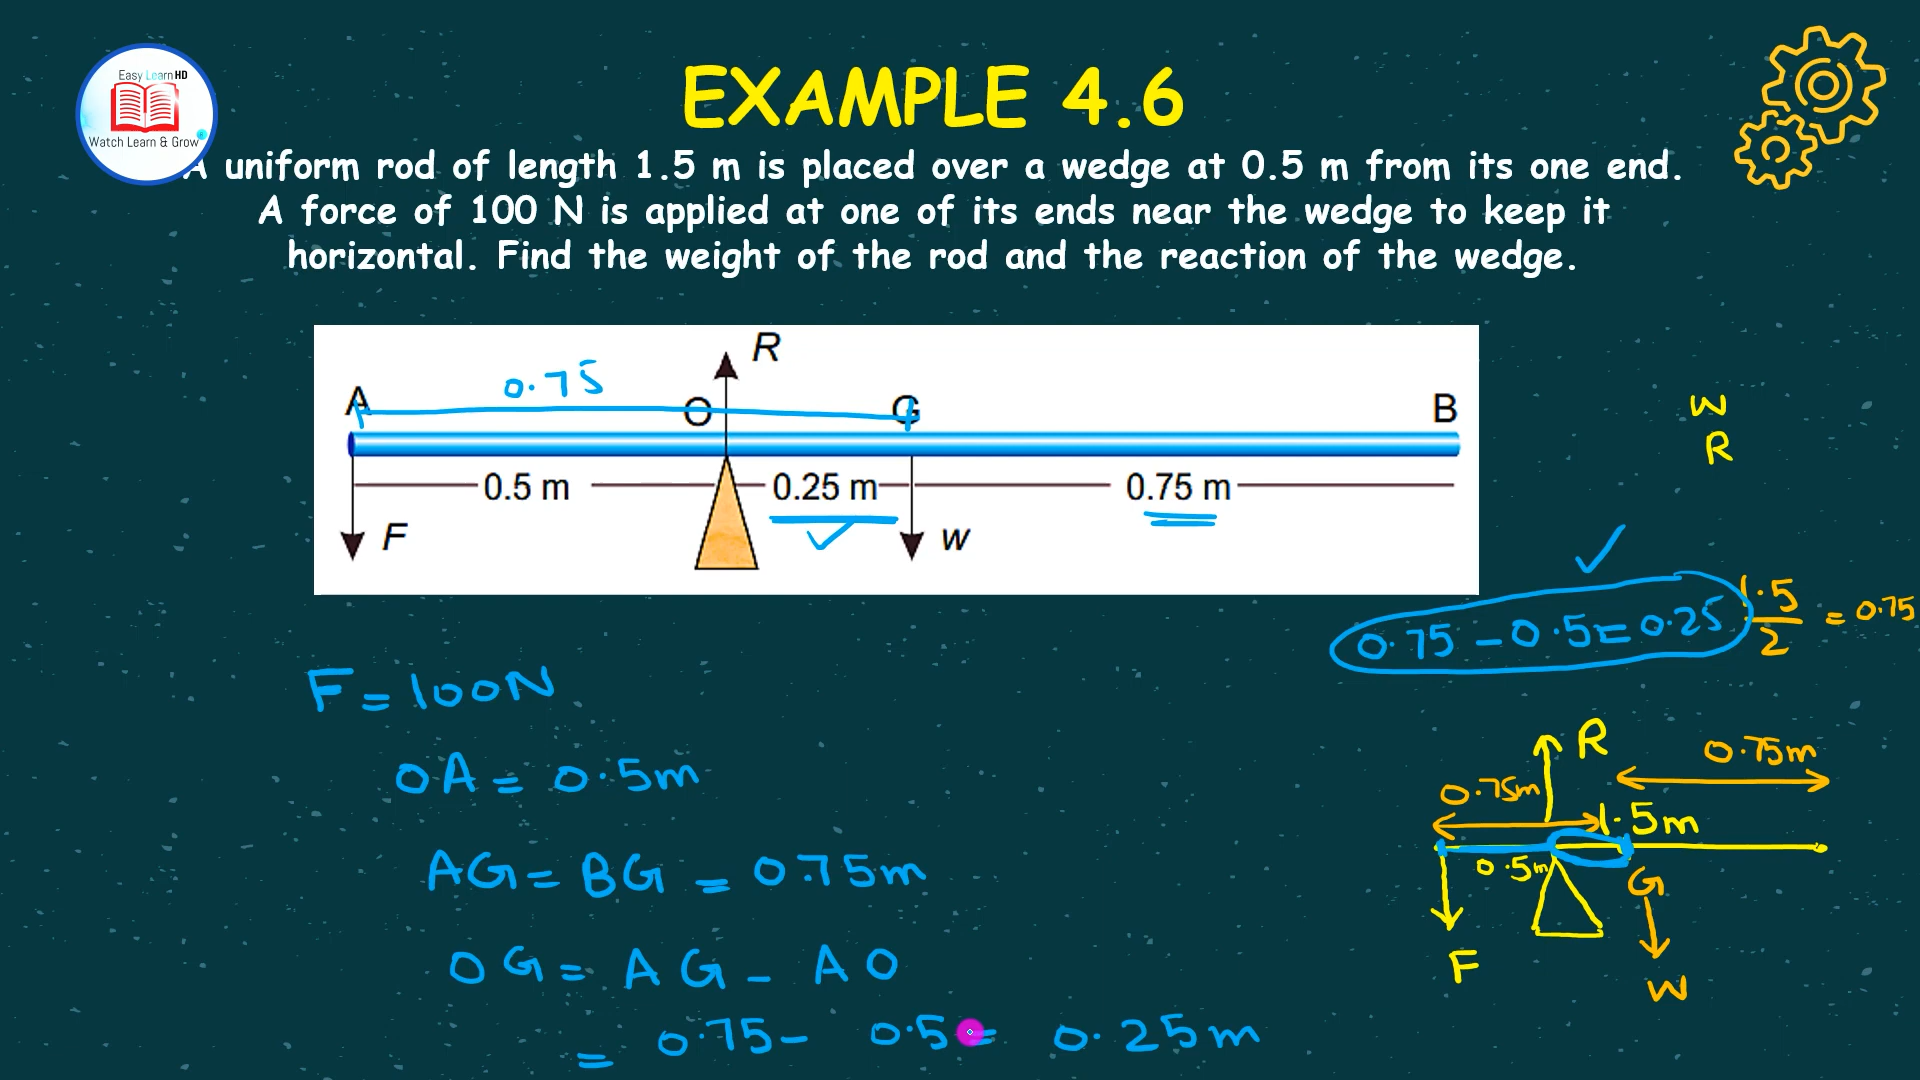 Easy Learn HD
Watch Learn & Grow
EXAMPLE 4.6
A uniform rod of length 1.5 m is placed over a wedge at 0.5 m from its one end.
A force of 100 N is applied at one of its ends near the wedge to keep it
horizontal. Find the weight of the rod and the reaction of the wedge.
R
0.75
A O G B
0.5 m 0.25 m 0.75 m
F w
W
R
0.75 - 0.5 = 0.25
1.5/2 = 0.75
F = 100N
OA = 0.5m
AG = BG = 0.75m
OG = AG - AO
= 0.75 - 0.5 = 0.25m
R
0.75m
0.75m
1.5m
0.5m
G
F
W